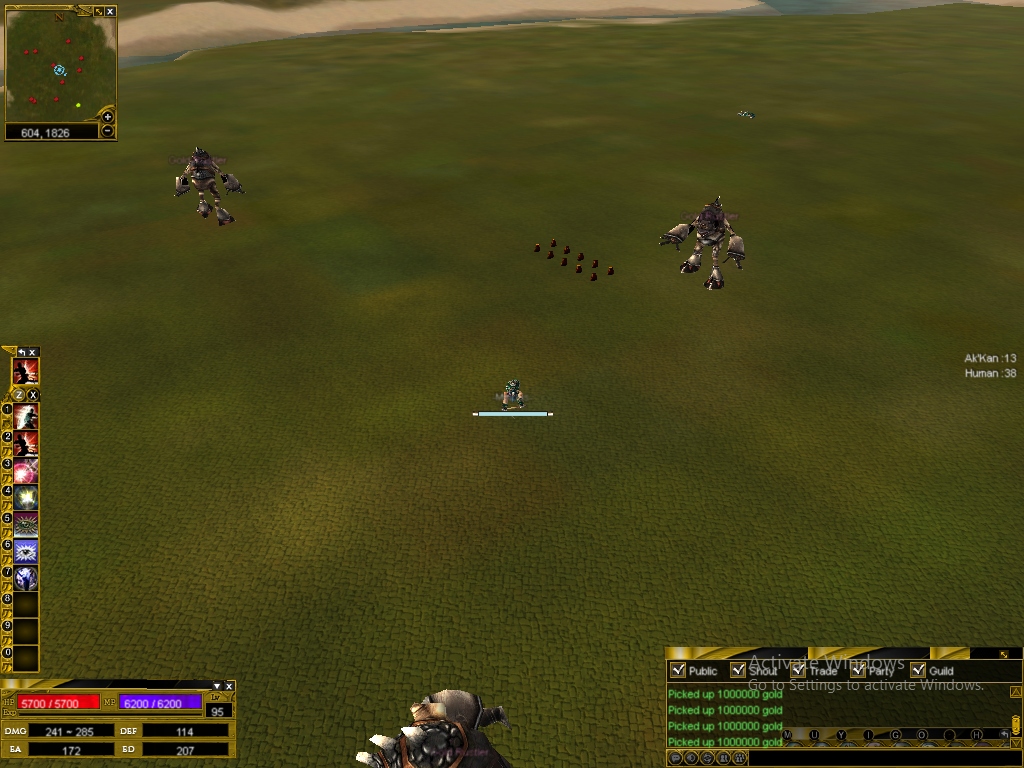 N
X
604,1826
Ak'Kan :13
Human :38
X
Z X
1
2
3
4
5
6
7
8
9
0
X
HP 5700 / 5700 MP 6200 / 6200 Lv
Exp 95
DMG 241 ~ 285 DEF 114
EA 172 ED 207
Public Shout Trade Party Guild
Activate Windows
Go to Settings to activate Windows.
Picked up 1000000 gold
Picked up 1000000 gold
Picked up 1000000 gold
Picked up 1000000 gold
M U Y I G O H